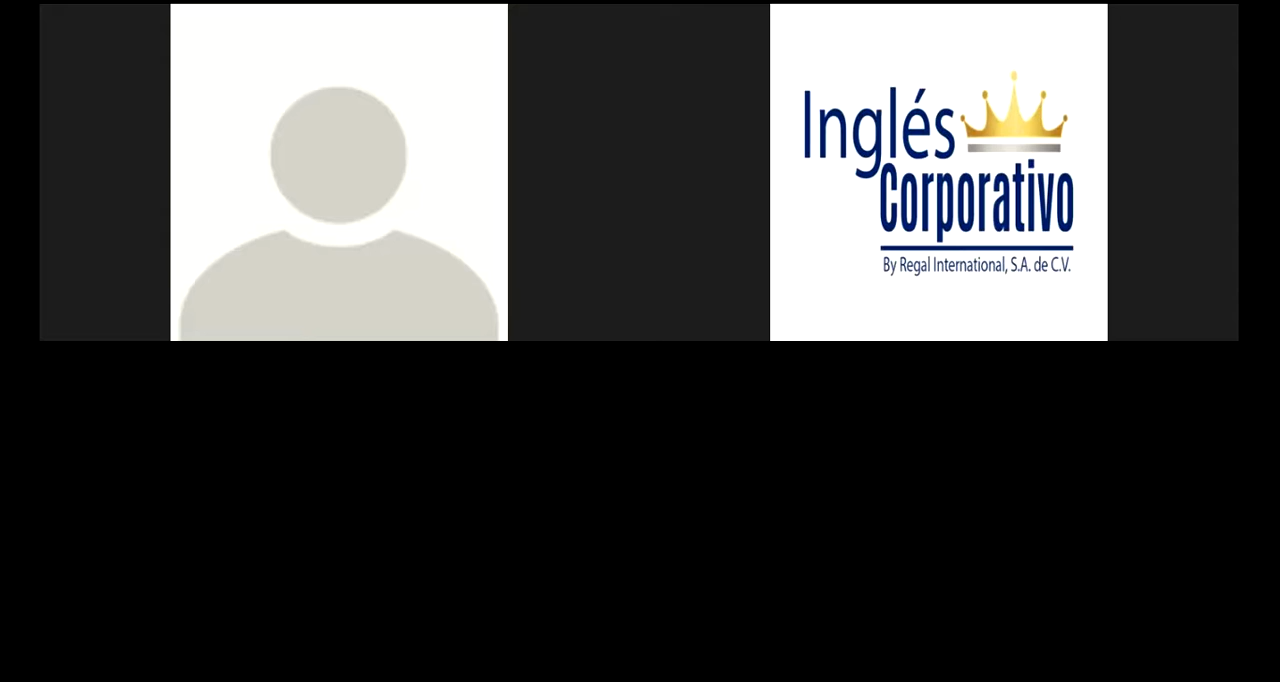 Inglés
Corporativo
By Regal International, S.A. de C.V.